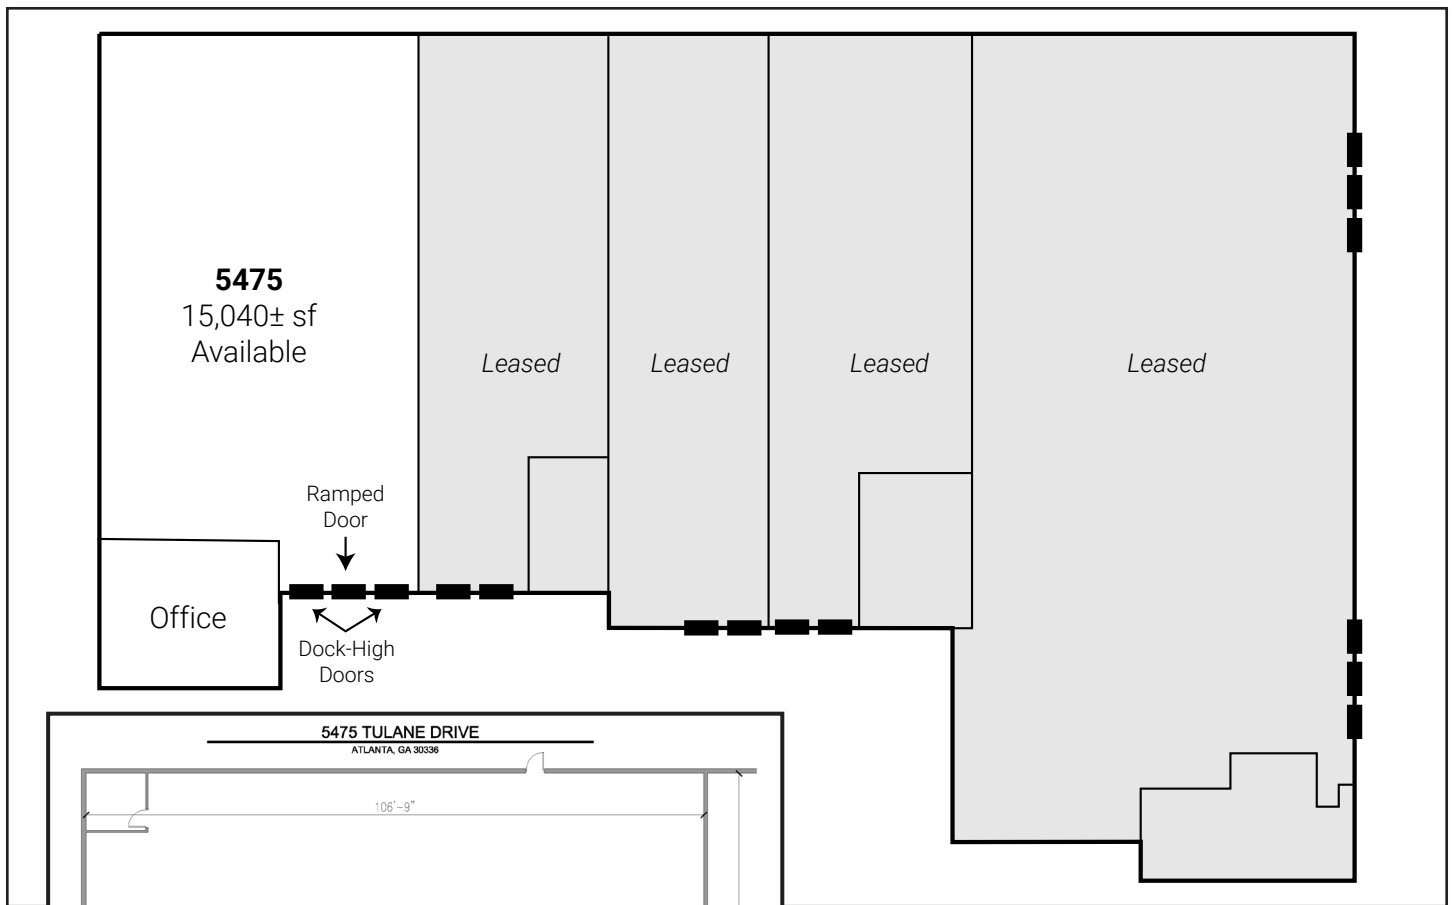 5475
15,040± sf
Available
Leased
Leased
Leased
Leased
Ramped
Door
Office
Dock-High
Doors
5475 TULANE DRIVE
ATLANTA, GA 30336
106'-9"